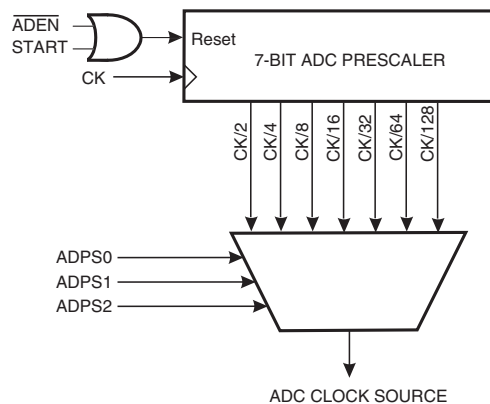 ADEN
START
Reset
7-BIT ADC PRESCALER
CK
CK/2
CK/4
CK/8
CK/16
CK/32
CK/64
CK/128
ADPS0
ADPS1
ADPS2
ADC CLOCK SOURCE